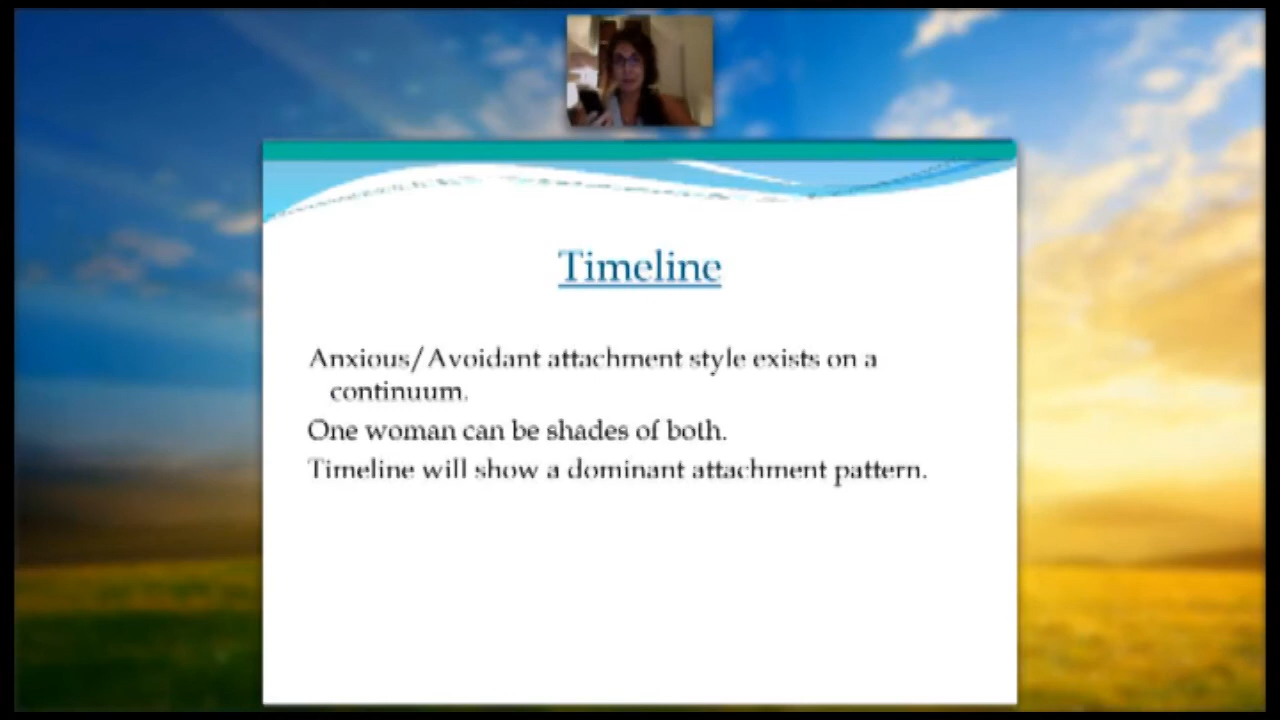 Timeline
Anxious/Avoidant attachment style exists on a
continuum.
One woman can be shades of both.
Timeline will show a dominant attachment pattern.